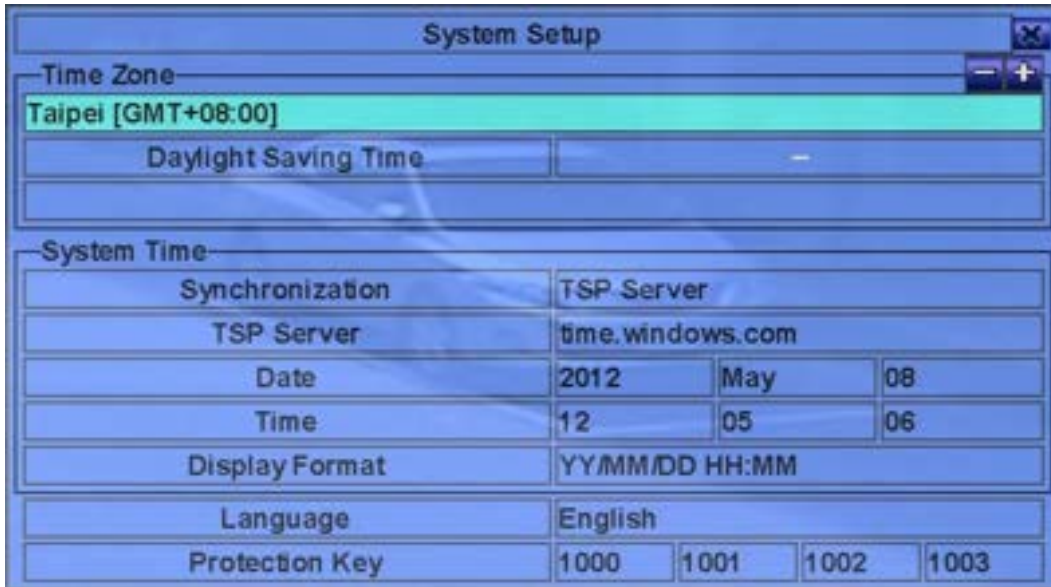 System Setup
Time Zone
Taipei [GMT+08:00]
Daylight Saving Time –
System Time
Synchronization TSP Server
TSP Server time.windows.com
Date 2012 May 08
Time 12 05 06
Display Format YY/MM/DD HH:MM
Language English
Protection Key 1000 1001 1002 1003